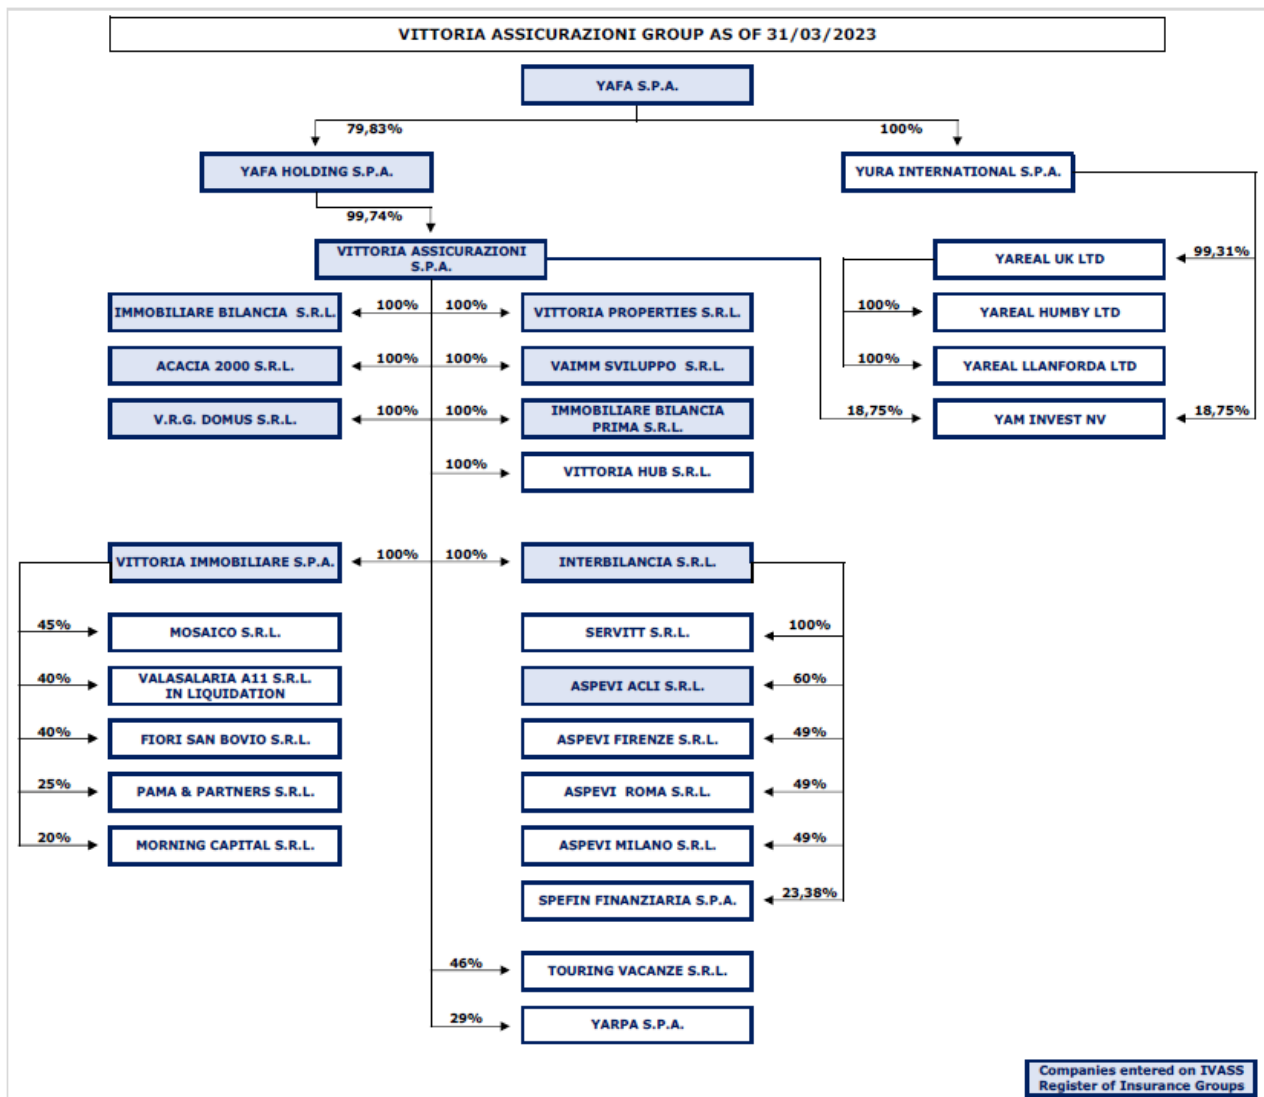 VITTORIA ASSICURAZIONI GROUP AS OF 31/03/2023
YAFA S.P.A.
79,83%
100%
YAFA HOLDING S.P.A.
YURA INTERNATIONAL S.P.A.
99,74%
VITTORIA ASSICURAZIONI
S.P.A.
YAREAL UK LTD
99,31%
IMMOBILIARE BILANCIA S.R.L.
100%
100%
VITTORIA PROPERTIES S.R.L.
100%
YAREAL HUMBY LTD
ACACIA 2000 S.R.L.
100%
100%
VAIMM SVILUPPO S.R.L.
100%
YAREAL LLANFORDA LTD
V.R.G. DOMUS S.R.L.
100%
100%
IMMOBILIARE BILANCIA
PRIMA S.R.L.
18,75%
YAM INVEST NV
18,75%
100%
VITTORIA HUB S.R.L.
VITTORIA IMMOBILIARE S.P.A.
100%
100%
INTERBILANCIA S.R.L.
45%
MOSAICO S.R.L.
SERVITT S.R.L.
100%
40%
VALASALARIA A11 S.R.L.
IN LIQUIDATION
ASPEVI ACLI S.R.L.
60%
40%
FIORI SAN BOVIO S.R.L.
ASPEVI FIRENZE S.R.L.
49%
25%
PAMA & PARTNERS S.R.L.
ASPEVI ROMA S.R.L.
49%
20%
MORNING CAPITAL S.R.L.
ASPEVI MILANO S.R.L.
49%
SPEFIN FINANZIARIA S.P.A.
23,38%
46%
TOURING VACANZE S.R.L.
29%
YARPA S.P.A.
Companies entered on IVASS
Register of Insurance Groups